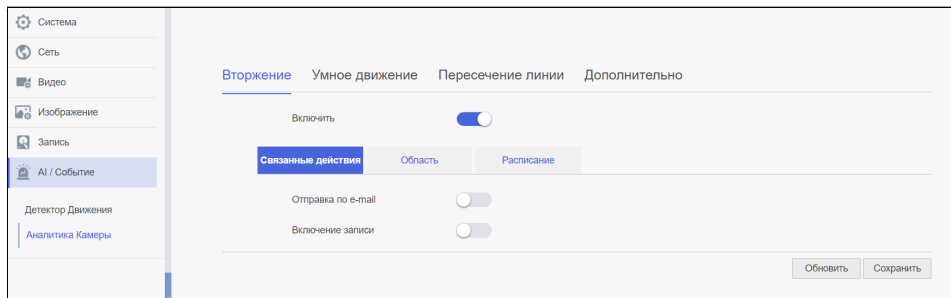 Система
Сеть
Видео
Изображение
Запись
AI / Событие
Детектор Движения
Аналитика Камеры
Вторжение Умное движение Пересечение линии Дополнительно
Включить
Связанные действия Область Расписание
Отправка по e-mail
Включение записи
Обновить Сохранить